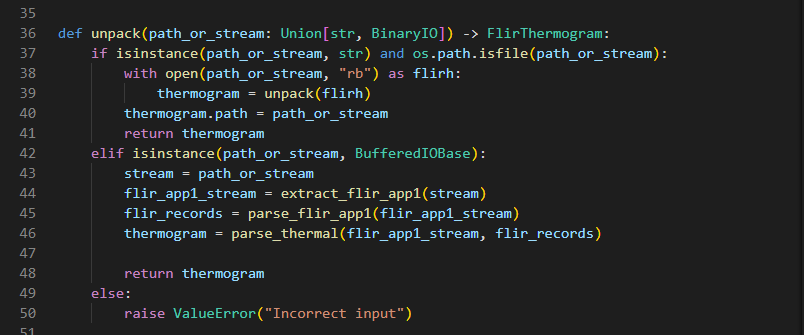 35
36 def unpack(path_or_stream: Union[str, BinaryIO]) -> FlirThermogram:
37     if isinstance(path_or_stream, str) and os.path.isfile(path_or_stream):
38         with open(path_or_stream, "rb") as flirh:
39             thermogram = unpack(flirh)
40         thermogram.path = path_or_stream
41         return thermogram
42     elif isinstance(path_or_stream, BufferedIOBase):
43         stream = path_or_stream
44         flir_app1_stream = extract_flir_app1(stream)
45         flir_records = parse_flir_app1(flir_app1_stream)
46         thermogram = parse_thermal(flir_app1_stream, flir_records)
47
48         return thermogram
49     else:
50         raise ValueError("Incorrect input")
51